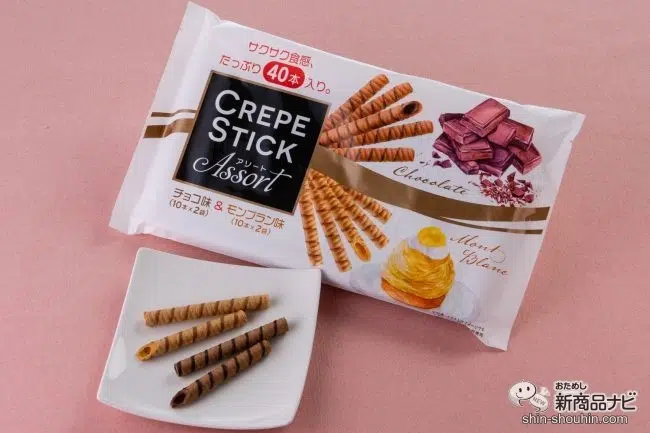 サクサク食感、
たっぷり40本入り。
CREPE
STICK
アソート
Assort
チョコ味&モンブラン味
(10本×2袋) (10本×2袋)
Chocolate
Mont
Blanc
おためし
新商品ナビ
NEW
shin-shouhin.com